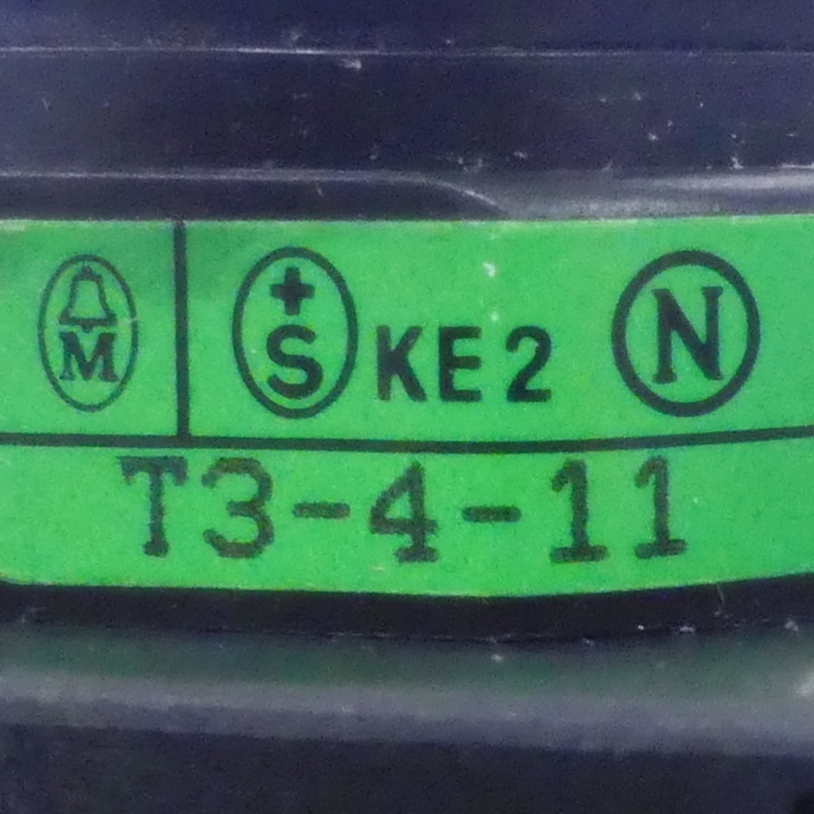 M +S KE2 N
T3-4-11